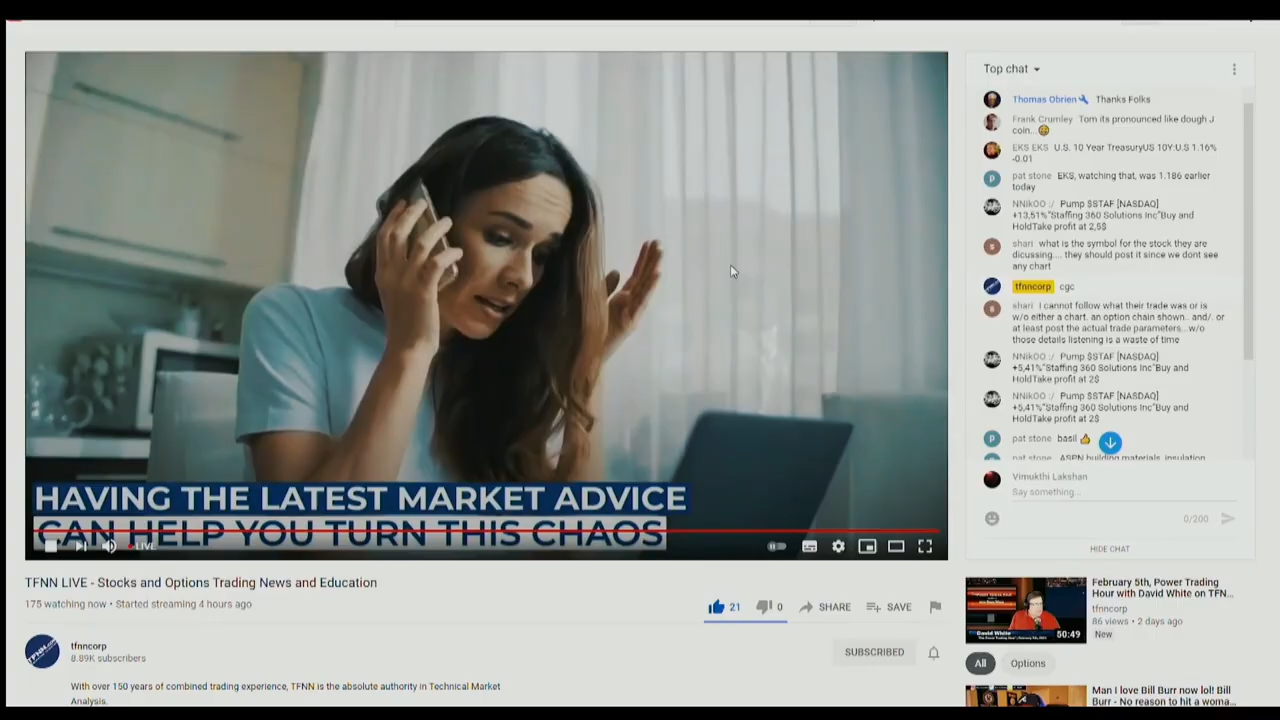 HAVING THE LATEST MARKET ADVICE
CAN HELP YOU TURN THIS CHAOS
LIVE
TFNN LIVE - Stocks and Options Trading News and Education
175 watching now • Started streaming 4 hours ago
21
0
SHARE
SAVE
tfnncorp
8.89K subscribers
SUBSCRIBED
With over 150 years of combined trading experience, TFNN is the absolute authority in Technical Market
Analysis.
Top chat
Thomas Obrien Thanks Folks
Frank Crumley Tom its pronounced like dough J
coin...
EKS EKS U.S. 10 Year TreasuryUS 10Y:U.S 1.16%
-0.01
pat stone EKS, watching that, was 1.186 earlier
today
NNiKOO :/ Pump $STAF [NASDAQ]
+13,51%"Staffing 360 Solutions Inc"Buy and
HoldTake profit at 2,5$
shari what is the symbol for the stock they are
dicussing.... they should post it since we dont see
any chart
tfnncorp cgc
shari I cannot follow what their trade was or is
w/o either a chart. an option chain shown.. and/. or
at least post the actual trade parameters...w/o
those details listening is a waste of time
NNiKOO :/ Pump $STAF [NASDAQ]
+5,41%"Staffing 360 Solutions Inc"Buy and
HoldTake profit at 2$
NNiKOO :/ Pump $STAF [NASDAQ]
+5,41%"Staffing 360 Solutions Inc"Buy and
HoldTake profit at 2$
pat stone basil
pat stone ASPN building materials, insulation
Vimukthi Lakshan
Say something...
0/200
HIDE CHAT
David White
50:49
February 5th, Power Trading
Hour with David White on TFN...
tfnncorp
86 views • 2 days ago
New
All
Options
Man I love Bill Burr now lol! Bill
Burr - No reason to hit a woma...